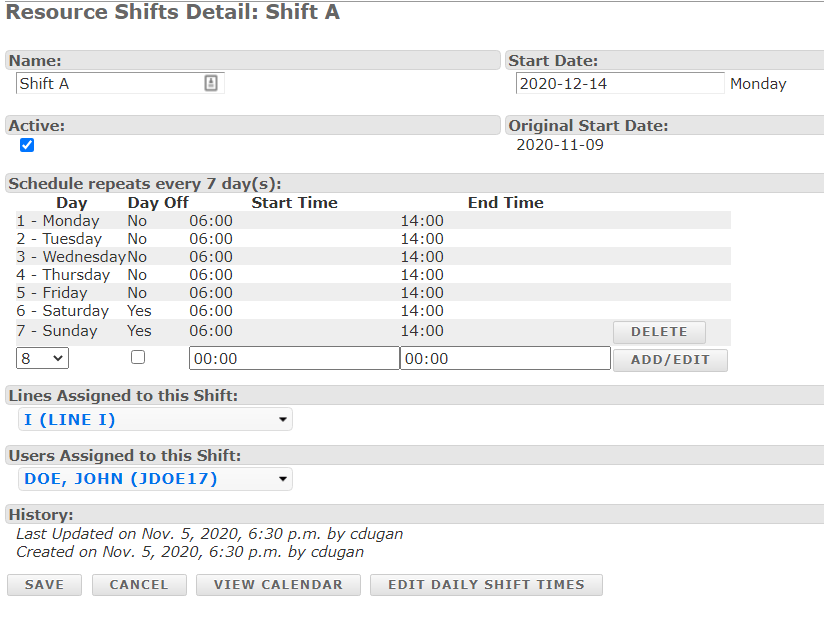 Resource Shifts Detail: Shift A
Name: Start Date:
Shift A 2020-12-14 Monday
Active: Original Start Date:
2020-11-09
Schedule repeats every 7 day(s):
Day Day Off Start Time End Time
1 - Monday No 06:00 14:00
2 - Tuesday No 06:00 14:00
3 - Wednesday No 06:00 14:00
4 - Thursday No 06:00 14:00
5 - Friday No 06:00 14:00
6 - Saturday Yes 06:00 14:00
7 - Sunday Yes 06:00 14:00 DELETE
8 00:00 00:00 ADD/EDIT
Lines Assigned to this Shift:
I (LINE I)
Users Assigned to this Shift:
DOE, JOHN (JDOE17)
History:
Last Updated on Nov. 5, 2020, 6:30 p.m. by cdugan
Created on Nov. 5, 2020, 6:30 p.m. by cdugan
SAVE CANCEL VIEW CALENDAR EDIT DAILY SHIFT TIMES